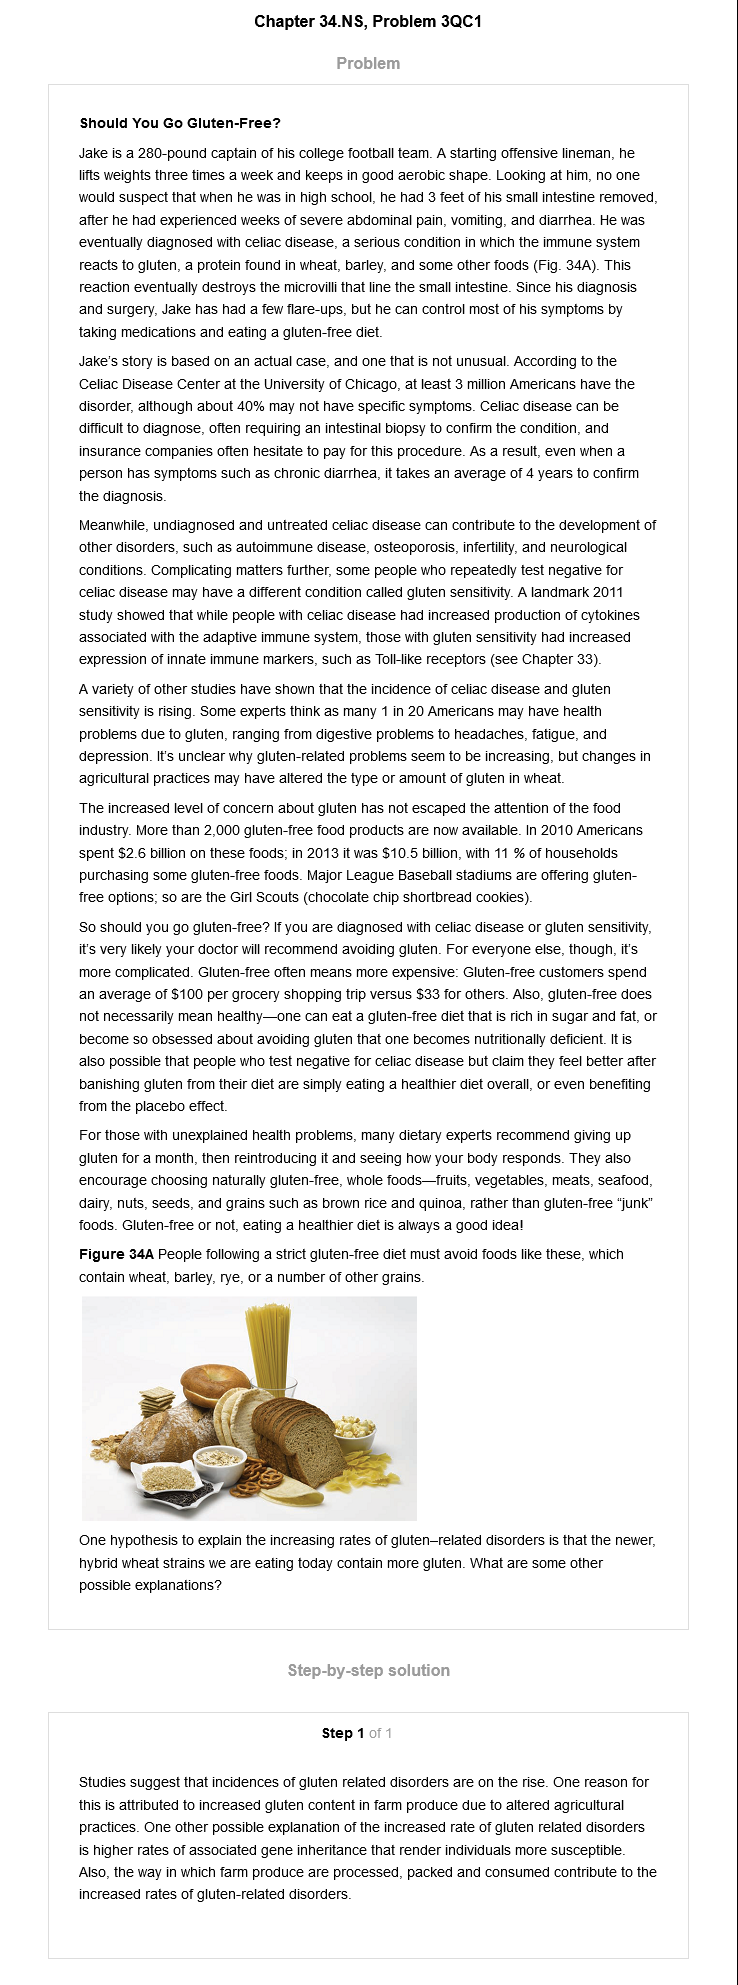 Chapter 34.NS, Problem 3QC1
Problem
Should You Go Gluten-Free?
Jake is a 280-pound captain of his college football team. A starting offensive lineman, he
lifts weights three times a week and keeps in good aerobic shape. Looking at him, no one
would suspect that when he was in high school, he had 3 feet of his small intestine removed,
after he had experienced weeks of severe abdominal pain, vomiting, and diarrhea. He was
eventually diagnosed with celiac disease, a serious condition in which the immune system
reacts to gluten, a protein found in wheat, barley, and some other foods (Fig. 34A). This
reaction eventually destroys the microvilli that line the small intestine. Since his diagnosis
and surgery, Jake has had a few flare-ups, but he can control most of his symptoms by
taking medications and eating a gluten-free diet.
Jake's story is based on an actual case, and one that is not unusual. According to the
Celiac Disease Center at the University of Chicago, at least 3 million Americans have the
disorder, although about 40% may not have specific symptoms. Celiac disease can be
difficult to diagnose, often requiring an intestinal biopsy to confirm the condition, and
insurance companies often hesitate to pay for this procedure. As a result, even when a
person has symptoms such as chronic diarrhea, it takes an average of 4 years to confirm
the diagnosis.
Meanwhile, undiagnosed and untreated celiac disease can contribute to the development of
other disorders, such as autoimmune disease, osteoporosis, infertility, and neurological
conditions. Complicating matters further, some people who repeatedly test negative for
celiac disease may have a different condition called gluten sensitivity. A landmark 2011
study showed that while people with celiac disease had increased production of cytokines
associated with the adaptive immune system, those with gluten sensitivity had increased
expression of innate immune markers, such as Toll-like receptors (see Chapter 33).
A variety of other studies have shown that the incidence of celiac disease and gluten
sensitivity is rising. Some experts think as many 1 in 20 Americans may have health
problems due to gluten, ranging from digestive problems to headaches, fatigue, and
depression. It's unclear why gluten-related problems seem to be increasing, but changes in
agricultural practices may have altered the type or amount of gluten in wheat.
The increased level of concern about gluten has not escaped the attention of the food
industry. More than 2,000 gluten-free food products are now available. In 2010 Americans
spent $2.6 billion on these foods; in 2013 it was $10.5 billion, with 11 % of households
purchasing some gluten-free foods. Major League Baseball stadiums are offering gluten-
free options; so are the Girl Scouts (chocolate chip shortbread cookies).
So should you go gluten-free? If you are diagnosed with celiac disease or gluten sensitivity,
it's very likely your doctor will recommend avoiding gluten. For everyone else, though, it's
more complicated. Gluten-free often means more expensive: Gluten-free customers spend
an average of $100 per grocery shopping trip versus $33 for others. Also, gluten-free does
not necessarily mean healthy—one can eat a gluten-free diet that is rich in sugar and fat, or
become so obsessed about avoiding gluten that one becomes nutritionally deficient. It is
also possible that people who test negative for celiac disease but claim they feel better after
banishing gluten from their diet are simply eating a healthier diet overall, or even benefiting
from the placebo effect.
For those with unexplained health problems, many dietary experts recommend giving up
gluten for a month, then reintroducing it and seeing how your body responds. They also
encourage choosing naturally gluten-free, whole foods—fruits, vegetables, meats, seafood,
dairy, nuts, seeds, and grains such as brown rice and quinoa, rather than gluten-free “junk”
foods. Gluten-free or not, eating a healthier diet is always a good idea!
Figure 34A People following a strict gluten-free diet must avoid foods like these, which
contain wheat, barley, rye, or a number of other grains.
One hypothesis to explain the increasing rates of gluten–related disorders is that the newer,
hybrid wheat strains we are eating today contain more gluten. What are some other
possible explanations?
Step-by-step solution
Step 1 of 1
Studies suggest that incidences of gluten related disorders are on the rise. One reason for
this is attributed to increased gluten content in farm produce due to altered agricultural
practices. One other possible explanation of the increased rate of gluten related disorders
is higher rates of associated gene inheritance that render individuals more susceptible.
Also, the way in which farm produce are processed, packed and consumed contribute to the
increased rates of gluten-related disorders.